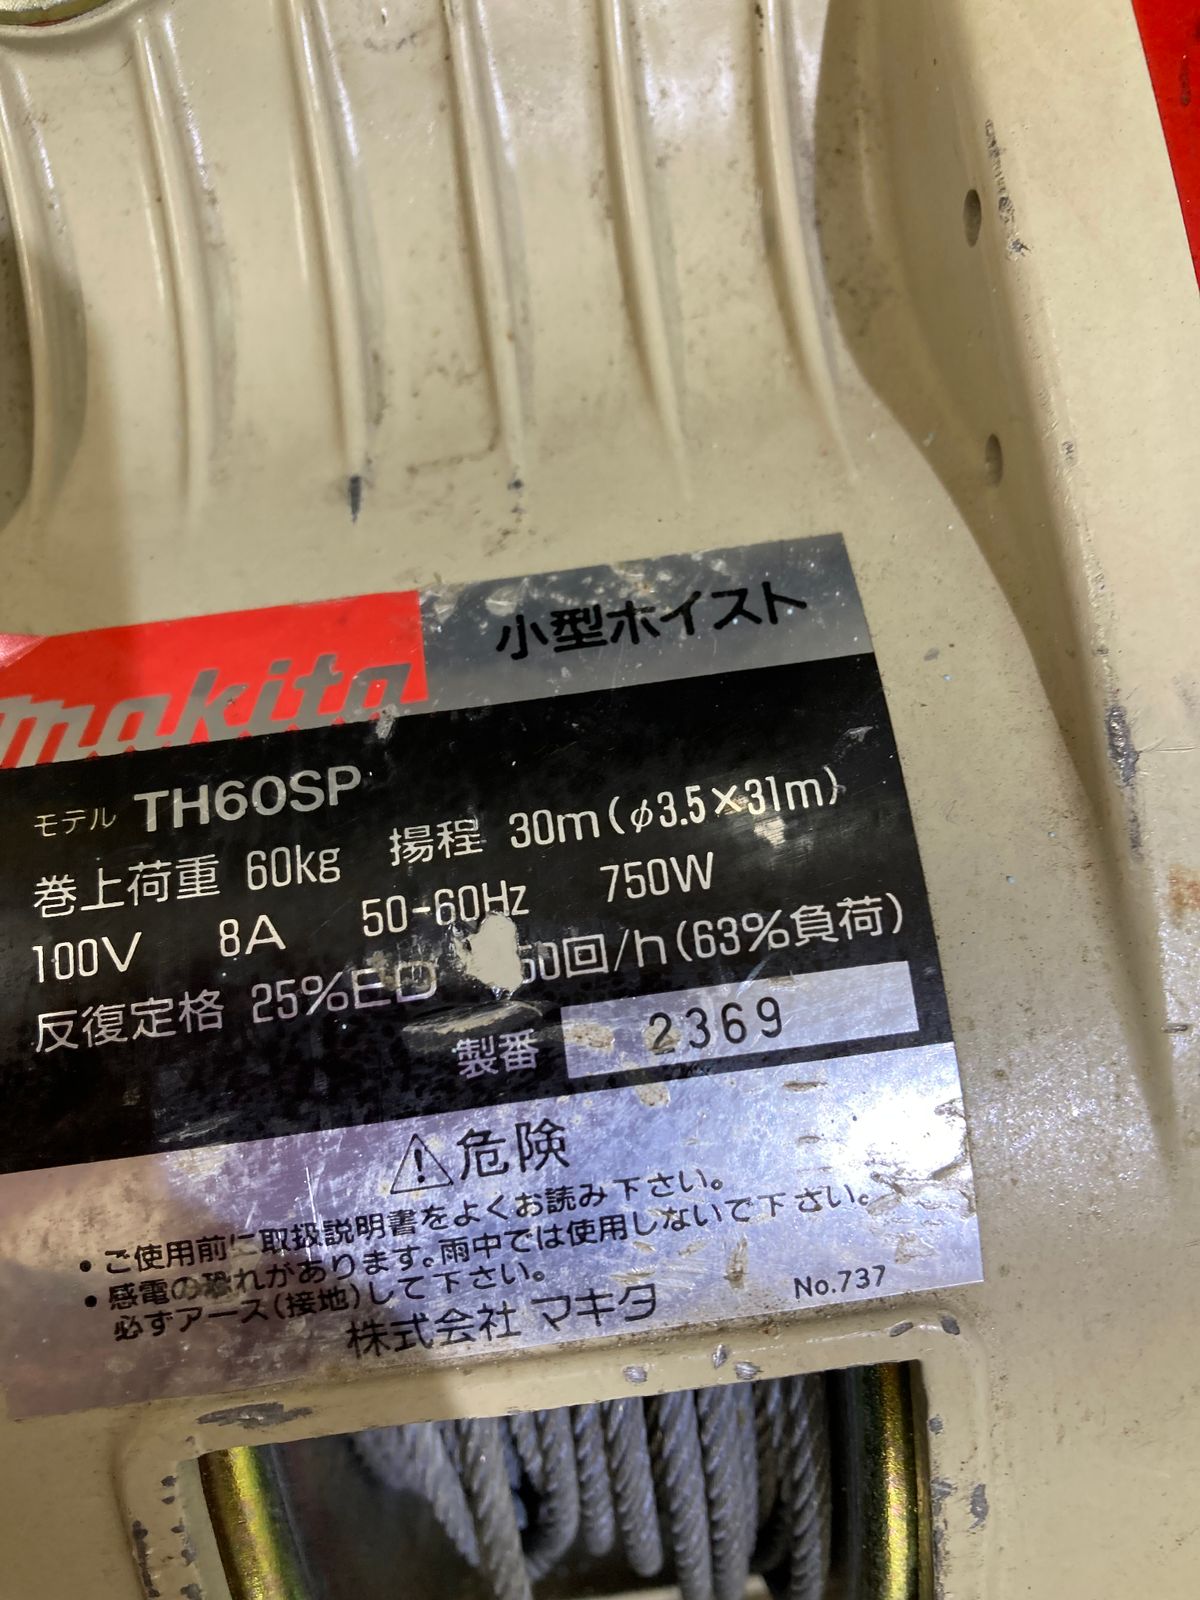 makita
小型ホイスト
モデル TH60SP
巻上荷重 60kg 揚程 30m(φ3.5×31m)
100V 8A 50-60Hz 750W
反復定格 25%ED 60回/h(63%負荷)
製番 2369
⚠危険
・ご使用前に取扱説明書をよくお読み下さい。
・感電の恐れがあります。雨中では使用しないで下さい。
必ずアース(接地)して下さい。
株式会社 マキタ
No.737